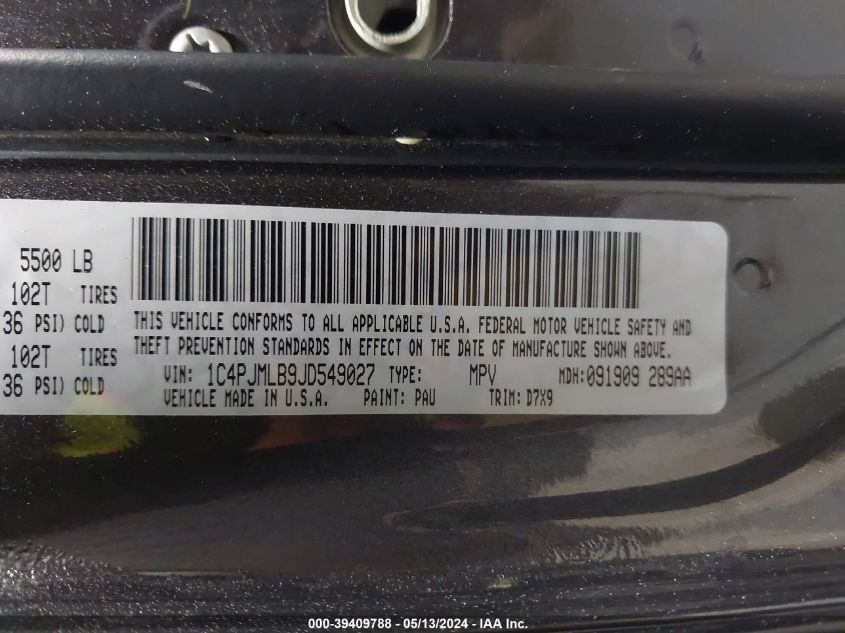 5500 LB
102T TIRES
36 PSI) COLD
102T TIRES
36 PSI) COLD
THIS VEHICLE CONFORMS TO ALL APPLICABLE U.S.A. FEDERAL MOTOR VEHICLE SAFETY AND
THEFT PREVENTION STANDARDS IN EFFECT ON THE DATE OF MANUFACTURE SHOWN ABOVE.
VIN: 1C4PJMLB9JD549027 TYPE: MPV MDH:091909 289AA
VEHICLE MADE IN U.S.A. PAINT: PAU TRIM: D7X9
000-39409788 - 05/13/2024 - IAA Inc.